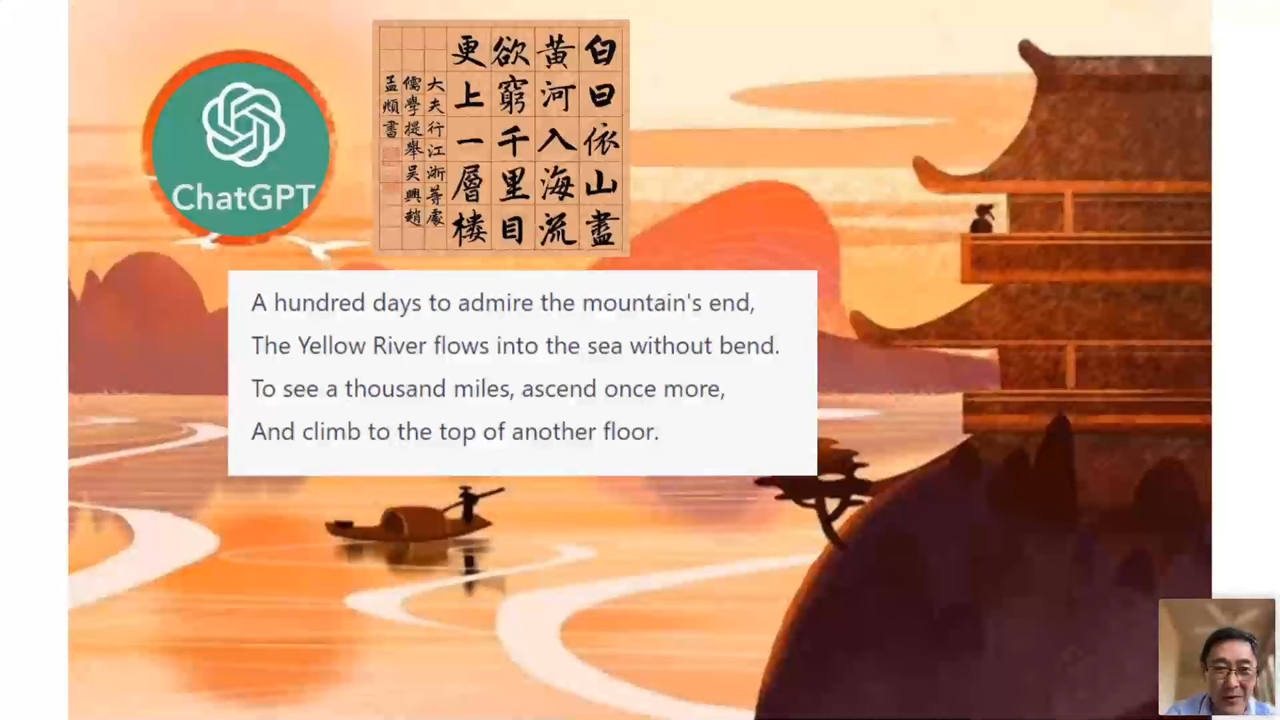 ChatGPT
白日依山盡
黄河入海流
欲窮千里目
更上一層樓
大夫行江浙等處
儒學提舉吳興趙
孟頫書
A hundred days to admire the mountain's end,
The Yellow River flows into the sea without bend.
To see a thousand miles, ascend once more,
And climb to the top of another floor.